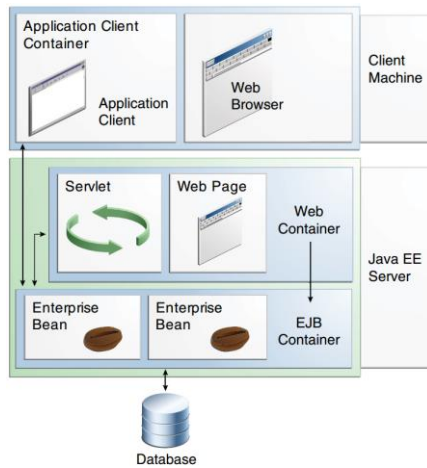 Application Client
Container
Application
Client
Web
Browser
Client
Machine
Servlet
Web Page
Web
Container
Java EE
Server
Enterprise
Bean
Enterprise
Bean
EJB
Container
Database